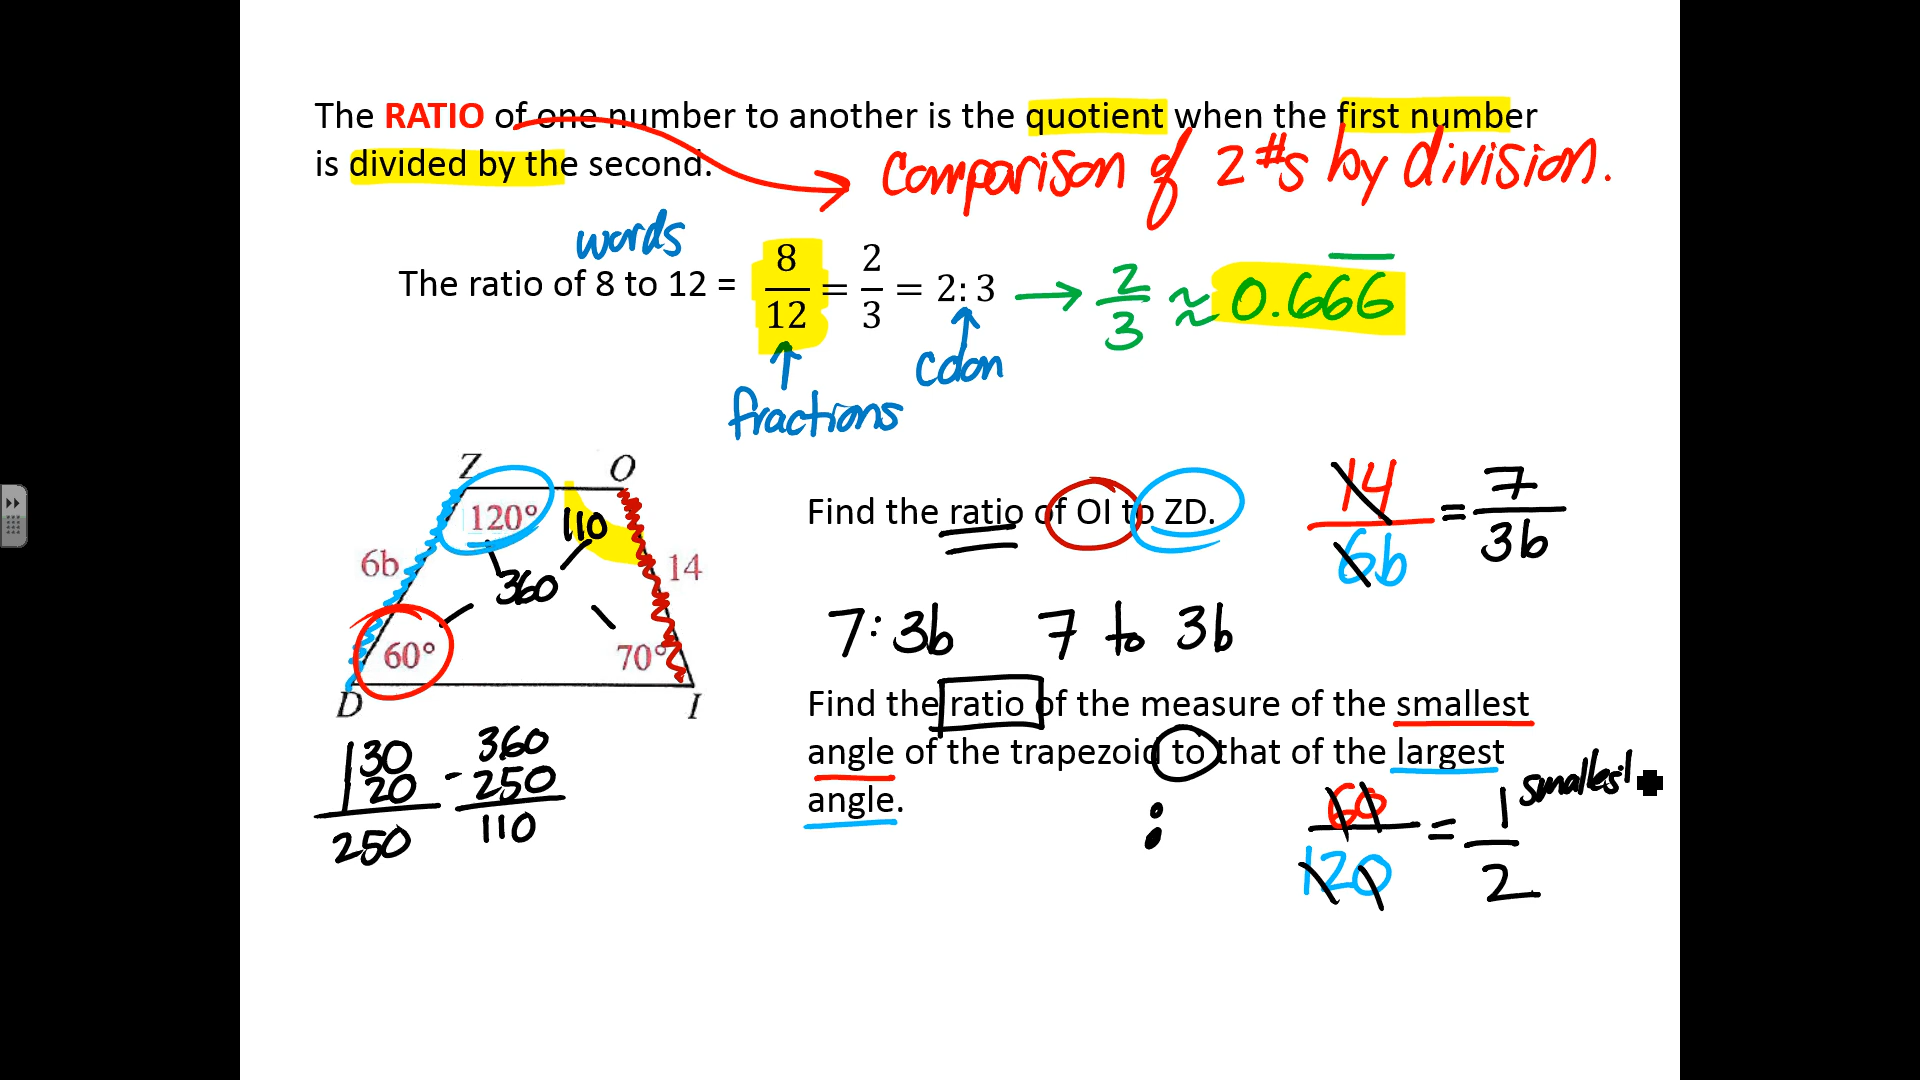 The RATIO of one number to another is the quotient when the first number
is divided by the second.
comparison of 2 #s by division.
words
The ratio of 8 to 12 = 8/12 = 2/3 = 2:3 → 2/3 ≈ 0.666
colon
fractions
Z O
120° 110
6b 14
360
60° 70°
D I
Find the ratio of OI to ZD.
14/6b = 7/3b
7:3b 7 to 3b
Find the ratio of the measure of the smallest
angle of the trapezoid to that of the largest
angle.
:
60/120 = 1/2
smallest
130
120
250
360
- 250
110